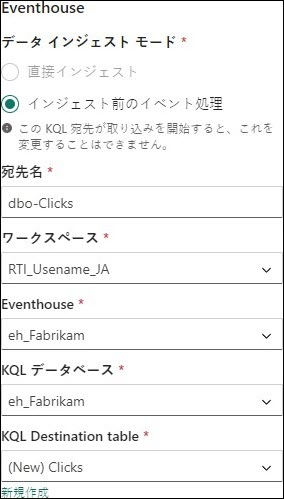 Eventhouse
データ インジェスト モード *
直接インジェスト
インジェスト前のイベント処理
この KQL 宛先が取り込みを開始すると、これを
変更することはできません。
宛先名 *
dbo-Clicks
ワークスペース *
RTI_Usename_JA
Eventhouse *
eh_Fabrikam
KQL データベース *
eh_Fabrikam
KQL Destination table *
(New) Clicks
新規作成